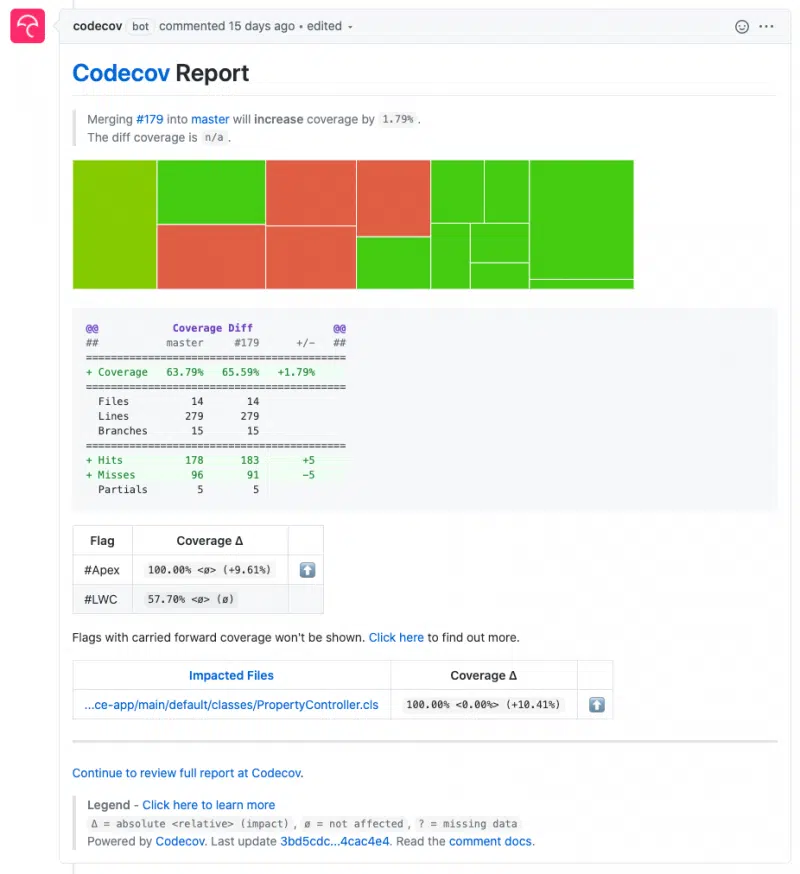 codecov bot commented 15 days ago • edited
Codecov Report
Merging #179 into master will increase coverage by 1.79% .
The diff coverage is n/a .
@@ Coverage Diff @@
## master #179 +/- ##
==========================================
+ Coverage 63.79% 65.59% +1.79%
==========================================
Files 14 14
Lines 279 279
Branches 15 15
==========================================
+ Hits 178 183 +5
+ Misses 96 91 -5
Partials 5 5
Flag Coverage Δ
#Apex 100.00% <ø> (+9.61%)
#LWC 57.70% <ø> (ø)
Flags with carried forward coverage won't be shown. Click here to find out more.
Impacted Files Coverage Δ
...ce-app/main/default/classes/PropertyController.cls 100.00% <0.00%> (+10.41%)
Continue to review full report at Codecov.
Legend - Click here to learn more
Δ = absolute <relative> (impact) , ø = not affected , ? = missing data
Powered by Codecov. Last update 3bd5cdc...4cac4e4. Read the comment docs.